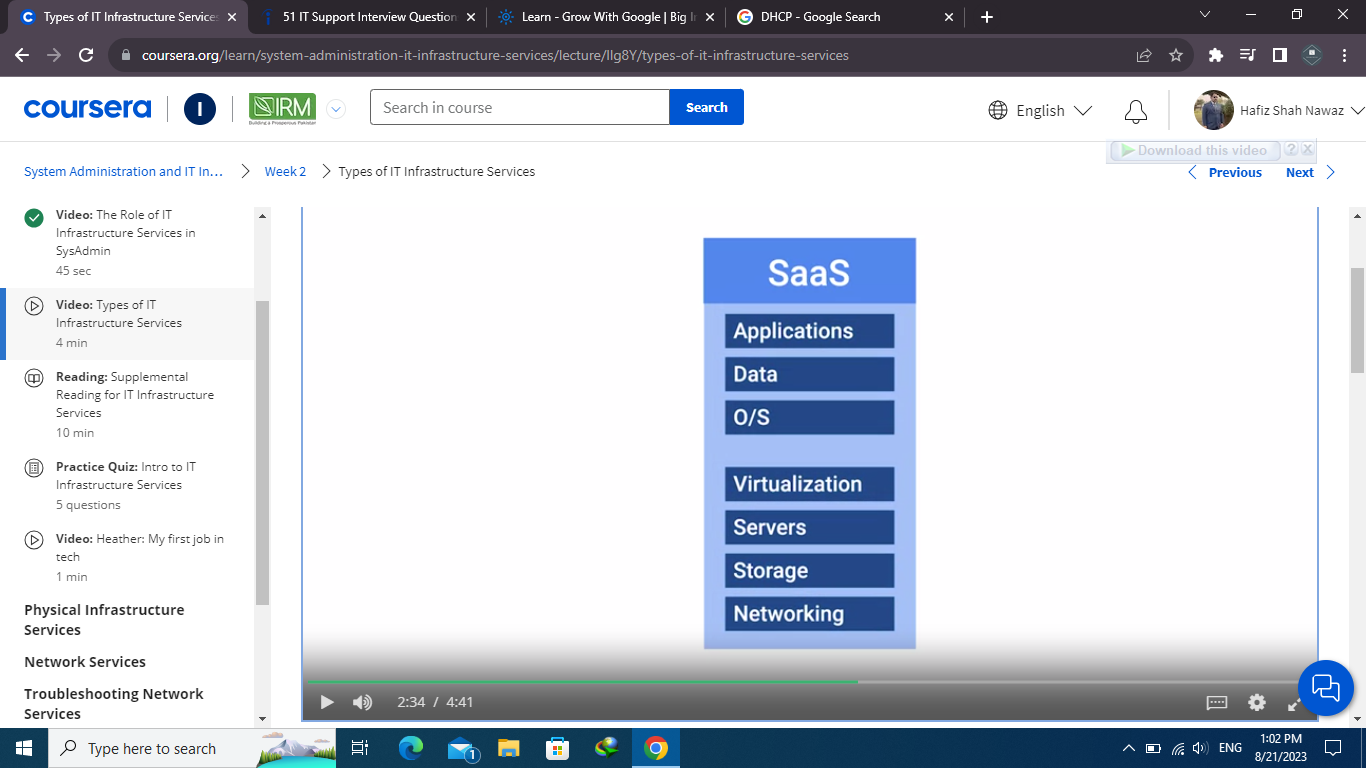 Types of IT Infrastructure Services
51 IT Support Interview Question
Learn - Grow With Google | Big I
DHCP - Google Search
coursera.org/learn/system-administration-it-infrastructure-services/lecture/llg8Y/types-of-it-infrastructure-services
coursera
I
IRM
Search in course
Search
English
Hafiz Shah Nawaz
Download this video
?
System Administration and IT In...
Week 2
Types of IT Infrastructure Services
Previous
Next
Video: The Role of IT
Infrastructure Services in
SysAdmin
45 sec
Video: Types of IT
Infrastructure Services
4 min
Reading: Supplemental
Reading for IT Infrastructure
Services
10 min
Practice Quiz: Intro to IT
Infrastructure Services
5 questions
Video: Heather: My first job in
tech
1 min
Physical Infrastructure
Services
Network Services
Troubleshooting Network
Services
SaaS
Applications
Data
O/S
Virtualization
Servers
Storage
Networking
2:34 / 4:41
Type here to search
1
ENG
1:02 PM
8/21/2023